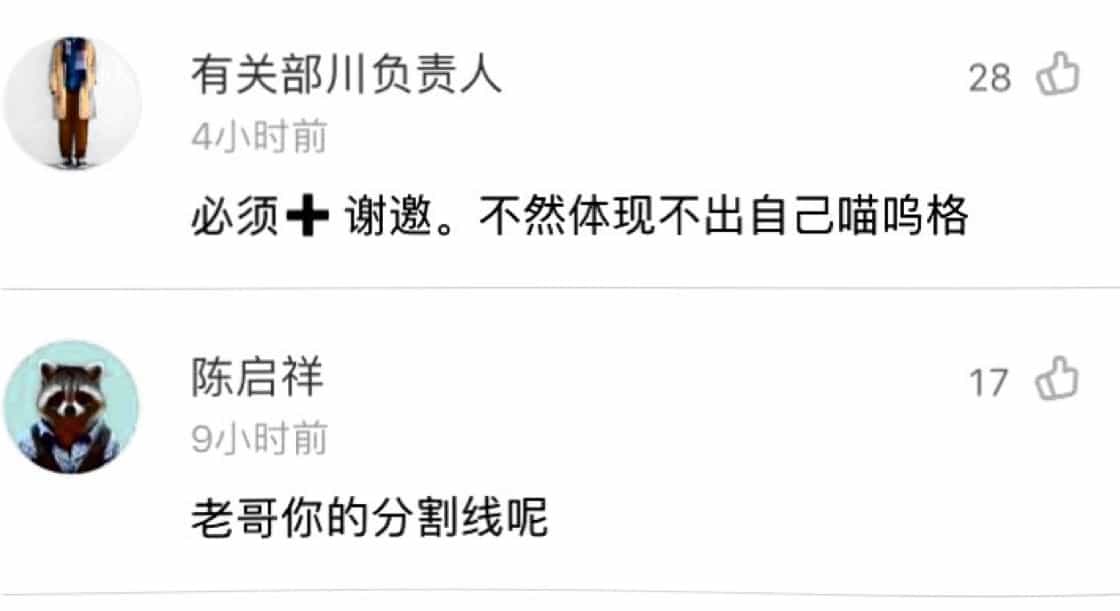 有关部川负责人
28
4小时前
必须➕ 谢邀。不然体现不出自己喵呜格
陈启祥
17
9小时前
老哥你的分割线呢